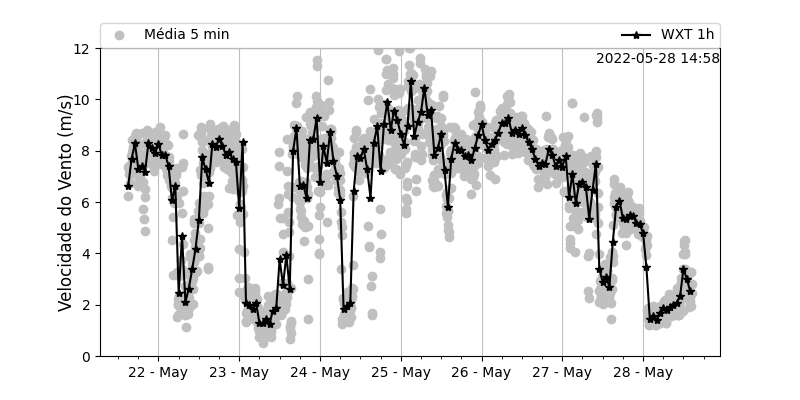 Média 5 min
WXT 1h
2022-05-28 14:58
Velocidade do Vento (m/s)
12
10
8
6
4
2
0
22 - May
23 - May
24 - May
25 - May
26 - May
27 - May
28 - May